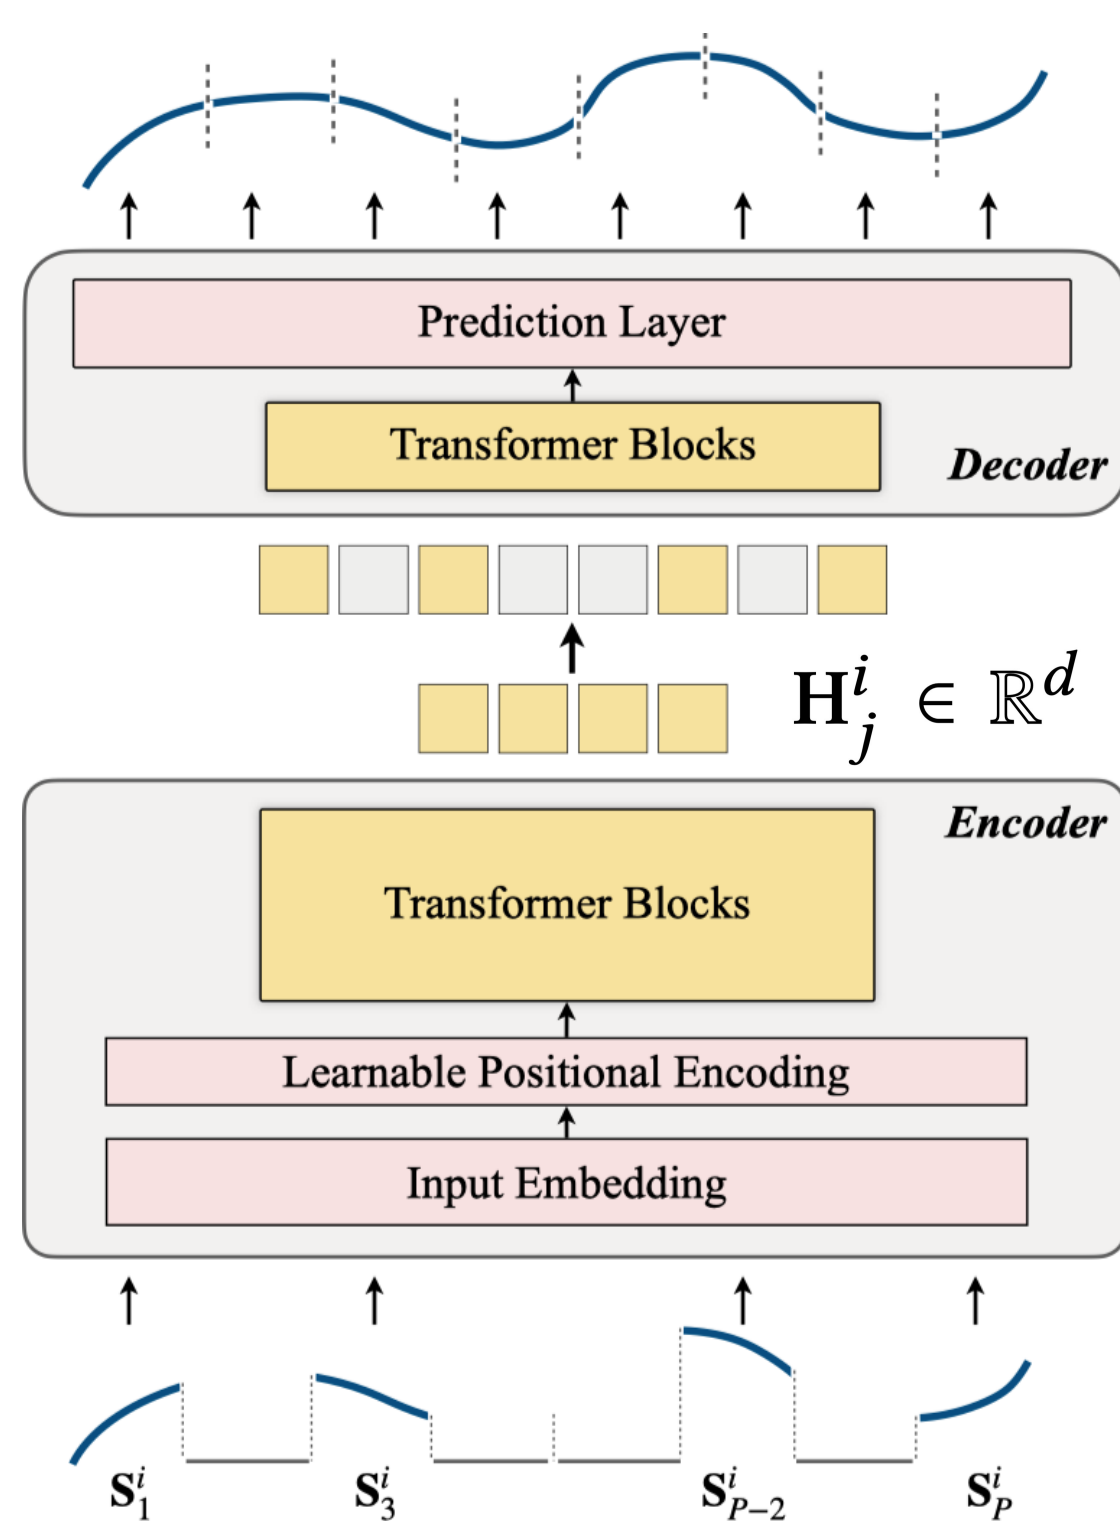 Prediction Layer
Transformer Blocks
Decoder
H^i_j ∈ ℝ^d
Encoder
Transformer Blocks
Learnable Positional Encoding
Input Embedding
S^i_1 S^i_3 S^i_{P−2} S^i_P